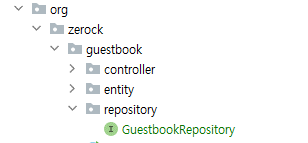 org
zerock
guestbook
controller
entity
repository
I GuestbookRepository